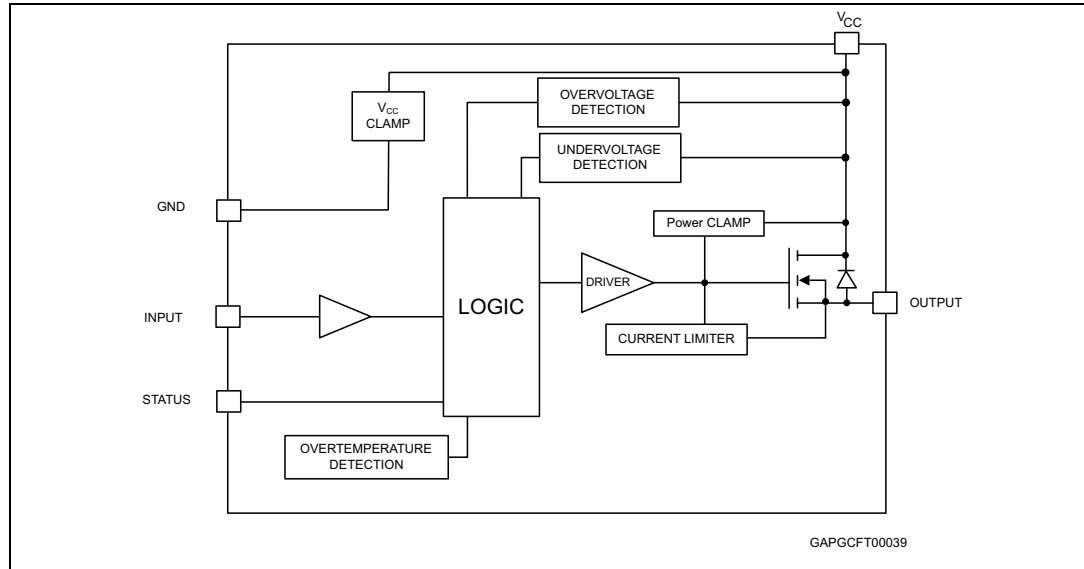 VCC
VCC
CLAMP
OVERVOLTAGE
DETECTION
UNDERVOLTAGE
DETECTION
GND
Power CLAMP
DRIVER
LOGIC
OUTPUT
INPUT
CURRENT LIMITER
STATUS
OVERTEMPERATURE
DETECTION
GAPGCFT00039